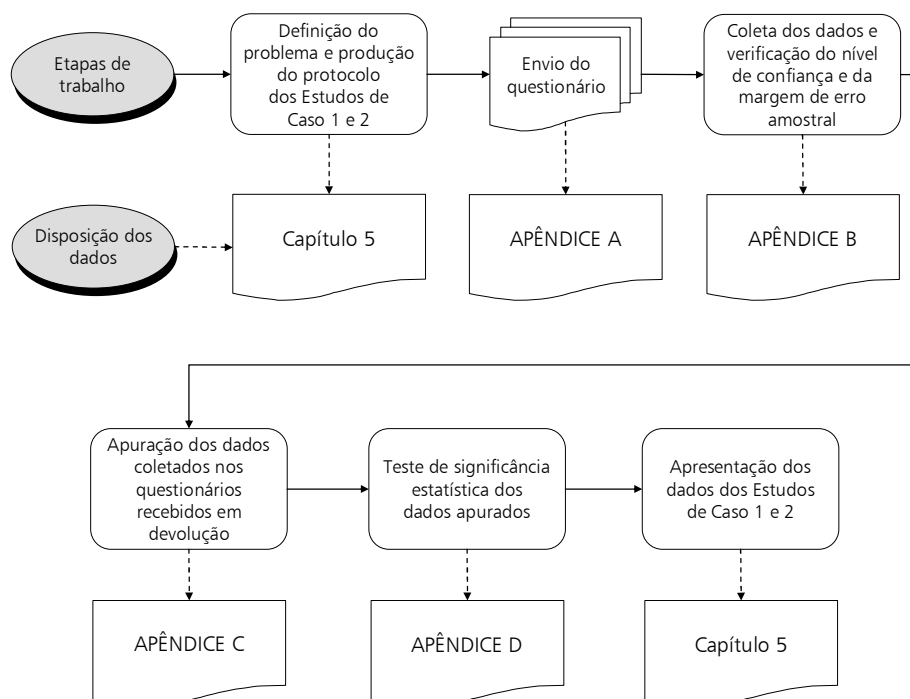 Etapas de
trabalho
Definição do
problema e produção
do protocolo
dos Estudos de
Caso 1 e 2
Envio do
questionário
Coleta dos dados e
verificação do nível
de confiança e da
margem de erro
amostral
Disposição dos
dados
Capítulo 5
APÊNDICE A
APÊNDICE B
Apuração dos dados
coletados nos
questionários
recebidos em
devolução
Teste de significância
estatística dos
dados apurados
Apresentação dos
dados dos Estudos
de Caso 1 e 2
APÊNDICE C
APÊNDICE D
Capítulo 5